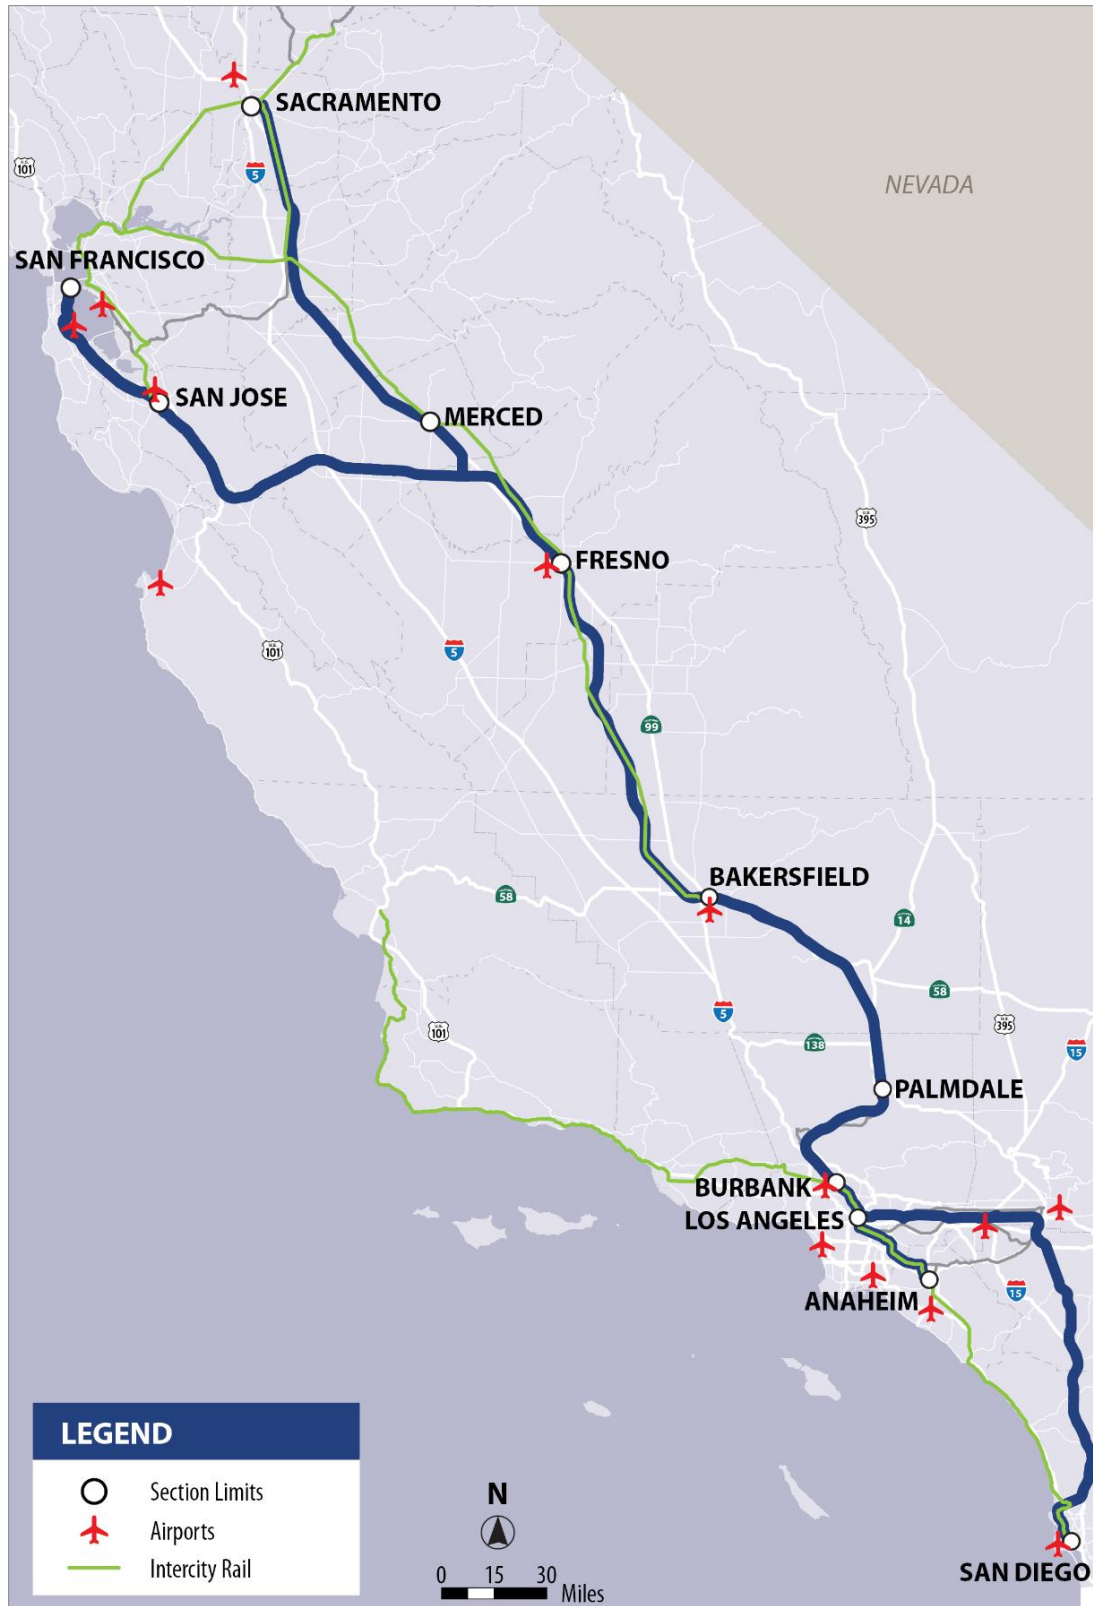 SACRAMENTO
5
U.S.
101
NEVADA
SAN FRANCISCO
SAN JOSE
MERCED
U.S.
395
FRESNO
U.S.
101
5
99
BAKERSFIELD
58
14
58
5
U.S.
395
U.S.
101
138
15
PALMDALE
BURBANK
LOS ANGELES
ANAHEIM
15
SAN DIEGO
LEGEND
Section Limits
Airports
Intercity Rail
N
0 15 30
Miles